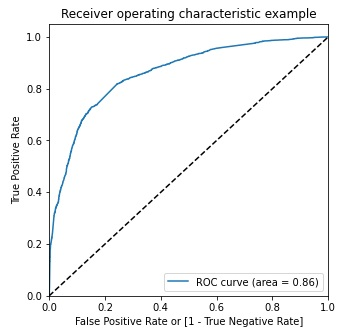 Receiver operating characteristic example
True Positive Rate
1.0
0.8
0.6
0.4
0.2
0.0
ROC curve (area = 0.86)
0.0 0.2 0.4 0.6 0.8 1.0
False Positive Rate or [1 - True Negative Rate]